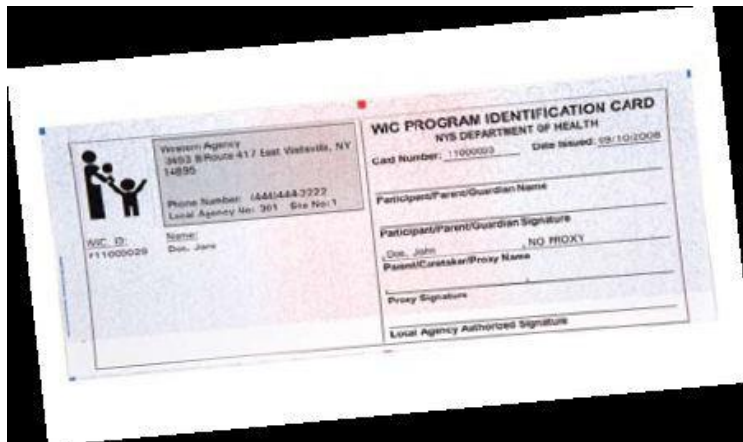 Western Agency
3453 B Route 417 East Wellsville, NY
14895
Phone Number: (444)444-2222
Local Agency No: 361 Site No:1
WIC ID:
Name:
Doe, Jane
WIC PROGRAM IDENTIFICATION CARD
NYS DEPARTMENT OF HEALTH
Card Number: 11000003 Date Issued: 09/10/2008
Participant/Parent/Guardian Name
Participant/Parent/Guardian Signature
Doe, John , NO PROXY
Parent/Caretaker/Proxy Name
Proxy Signature
Local Agency Authorized Signature